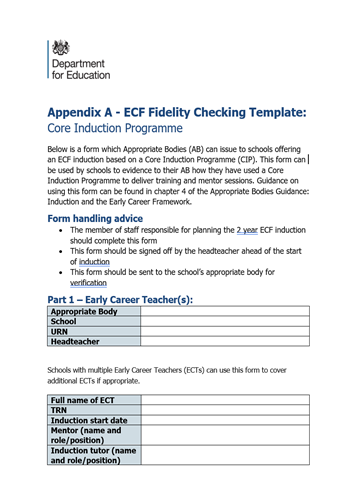 Department
for Education
Appendix A - ECF Fidelity Checking Template:
Core Induction Programme
Below is a form which Appropriate Bodies (AB) can issue to schools offering
an ECF induction based on a Core Induction Programme (CIP). This form can
be used by schools to evidence to their AB how they have used a Core
Induction Programme to deliver training and mentor sessions. Guidance on
using this form can be found in chapter 4 of the Appropriate Bodies Guidance:
Induction and the Early Career Framework.
Form handling advice
• The member of staff responsible for planning the 2 year ECF induction
should complete this form
• This form should be signed off by the headteacher ahead of the start
of induction
• This form should be sent to the school's appropriate body for
verification
Part 1 – Early Career Teacher(s):
Appropriate Body
School
URN
Headteacher
Schools with multiple Early Career Teachers (ECTs) can use this form to cover
additional ECTs if appropriate.
Full name of ECT
TRN
Induction start date
Mentor (name and
role/position)
Induction tutor (name
and role/position)